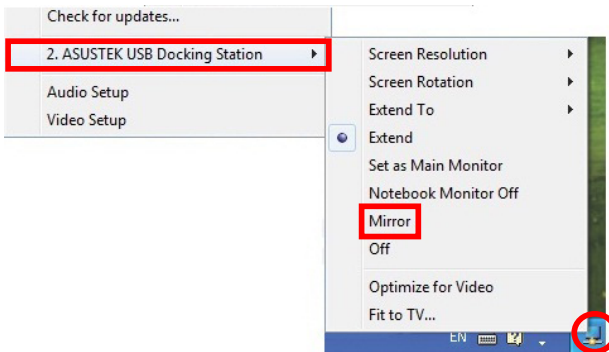 Check for updates...
2. ASUSTEK USB Docking Station
Audio Setup
Video Setup
Screen Resolution
Screen Rotation
Extend To
Extend
Set as Main Monitor
Notebook Monitor Off
Mirror
Off
Optimize for Video
Fit to TV...
EN